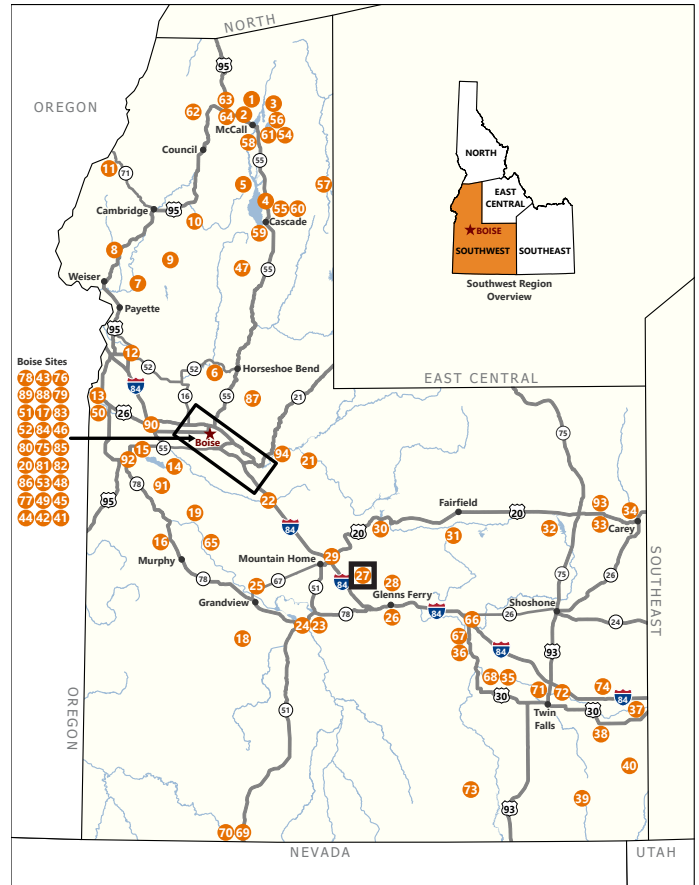 NORTH
95
OREGON
63
1
3
62
64
2
56
McCall
61
54
Council
58
55
11
71
5
57
4
Cambridge
95
55
60
10
Cascade
59
8
9
47
55
Weiser
7
Payette
95
12
52
52
6
Horseshoe Bend
84
16
55
87
21
EAST CENTRAL
NORTH
EAST
CENTRAL
BOISE
SOUTHWEST
SOUTHEAST
Southwest Region
Overview
Boise Sites
78 43 76
89 88 79
51 17 83
52 84 46
80 75 85
20 81 82
86 53 48
77 49 45
44 42 41
13
50
26
90
Boise
15
55
92
14
94
21
78
91
95
22
19
84
16
65
Murphy
78
Mountain Home
29
20
30
Fairfield
20
31
32
75
93
33
34
Carey
25
67
51
84
27
28
Glenns Ferry
Grandview
24
23
78
26
84
66
26
Shoshone
75
26
24
18
67
36
84
93
68
35
30
71
72
74
84
30
37
Twin
Falls
38
51
40
73
39
93
70
69
OREGON
SOUTHEAST
NEVADA
UTAH